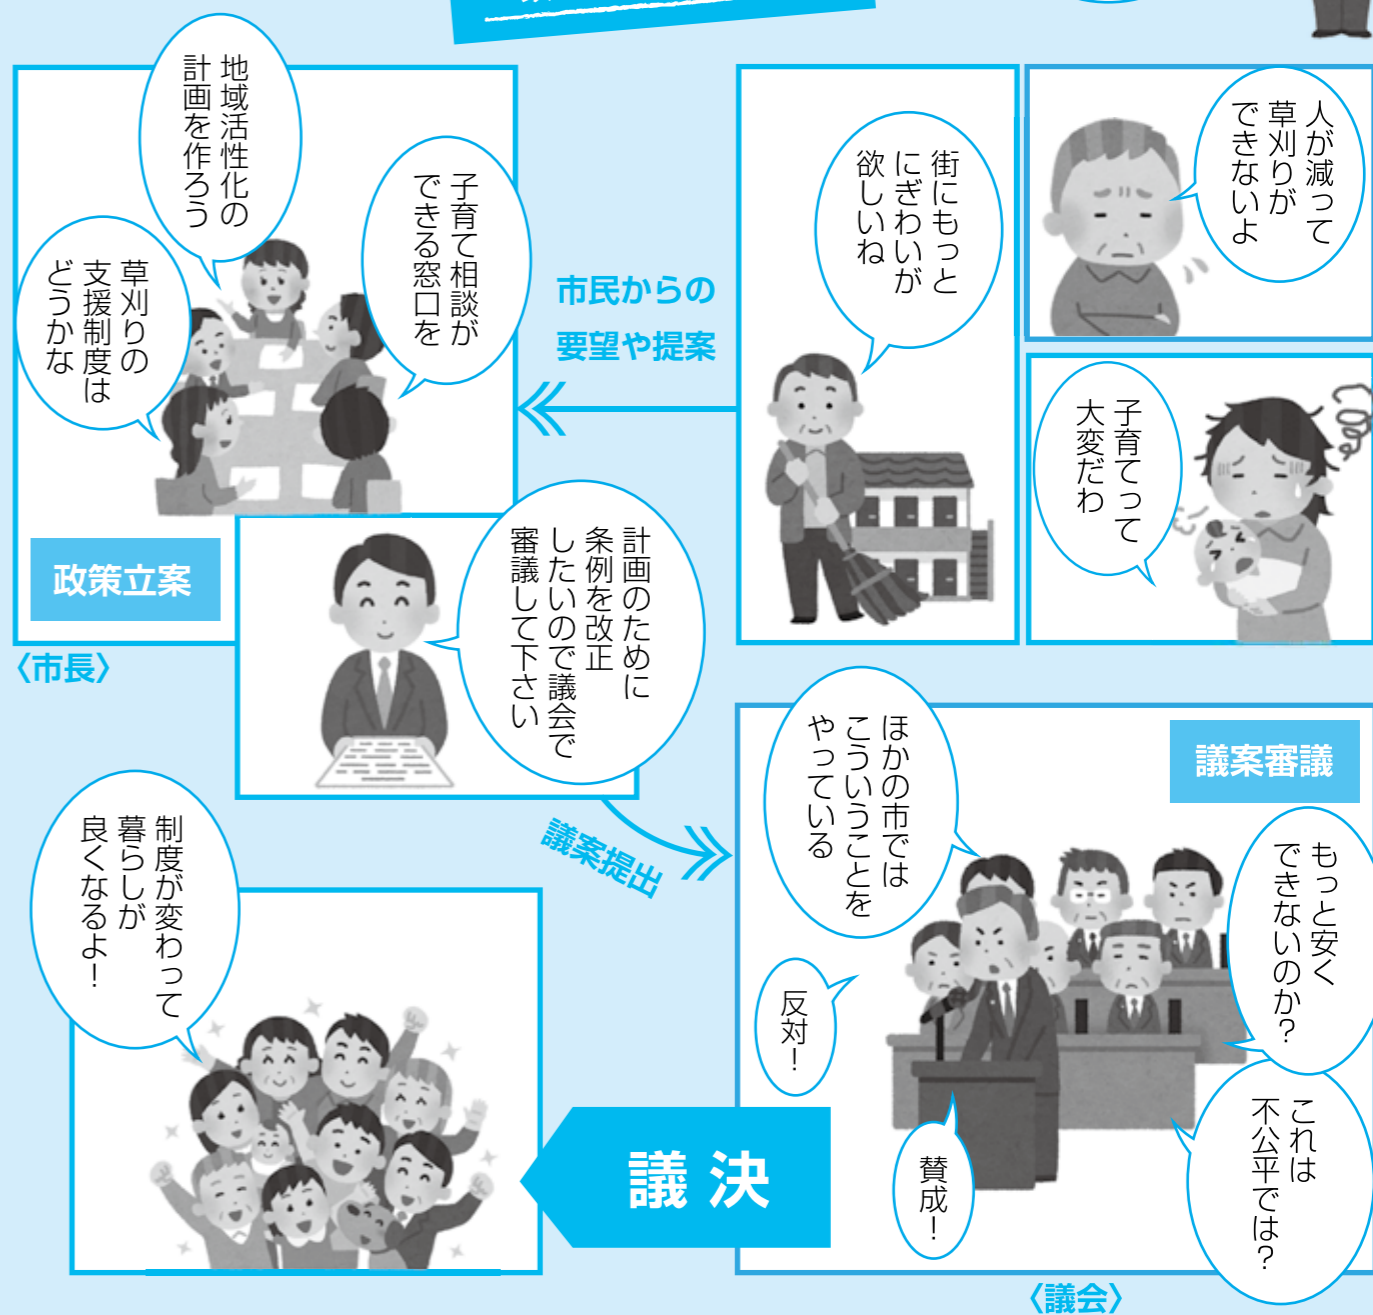 人が減って
草刈りが
できないよ
子育てって
大変だわ
街にもっと
にぎわいが
欲しいね
市民からの
要望や提案
地域活性化の
計画を作ろう
子育て相談が
できる窓口を
草刈りの
支援制度は
どうかな
政策立案
〈市長〉
計画のために
条例を改正
したいので議会で
審議して下さい
議案提出
議案審議
ほかの市では
こういうことを
やっている
もっと安く
できないのか？
反対！
賛成！
これは
不公平では？
〈議会〉
議決
制度が変わって
暮らしが
良くなるよ！